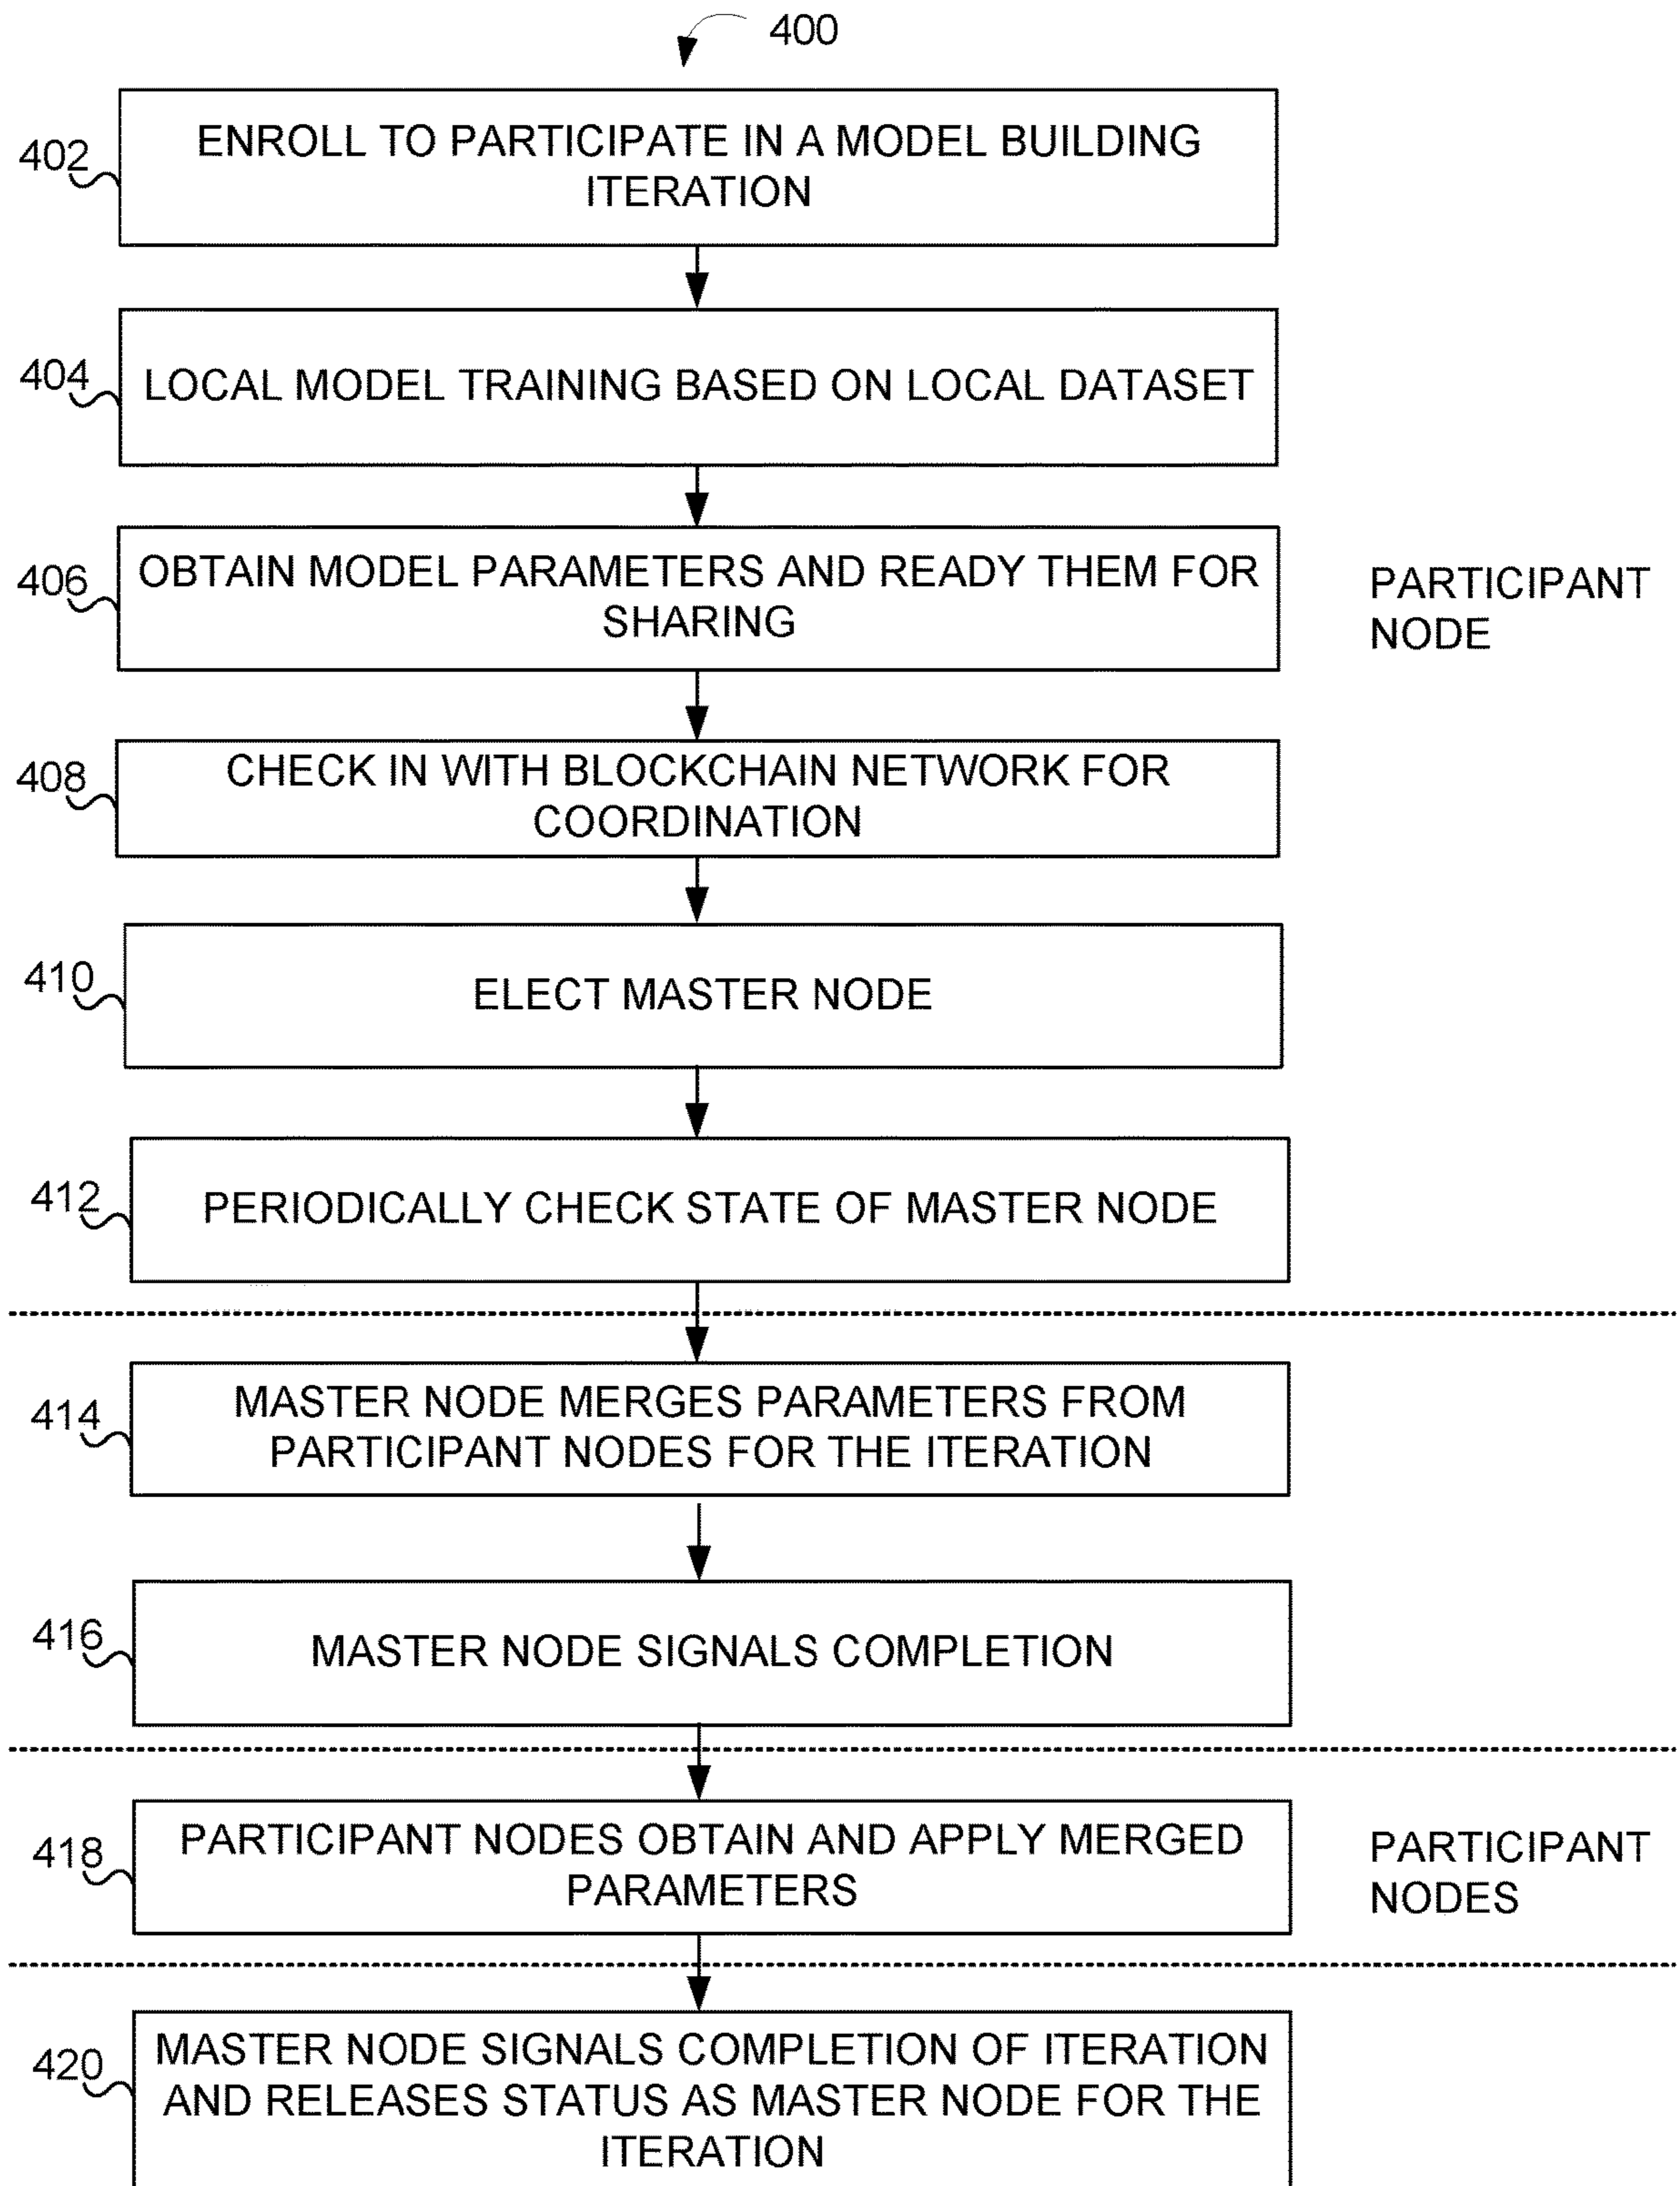 400
402
ENROLL TO PARTICIPATE IN A MODEL BUILDING
ITERATION
404
LOCAL MODEL TRAINING BASED ON LOCAL DATASET
406
OBTAIN MODEL PARAMETERS AND READY THEM FOR
SHARING
PARTICIPANT
NODE
408
CHECK IN WITH BLOCKCHAIN NETWORK FOR
COORDINATION
410
ELECT MASTER NODE
412
PERIODICALLY CHECK STATE OF MASTER NODE
414
MASTER NODE MERGES PARAMETERS FROM
PARTICIPANT NODES FOR THE ITERATION
416
MASTER NODE SIGNALS COMPLETION
418
PARTICIPANT NODES OBTAIN AND APPLY MERGED
PARAMETERS
PARTICIPANT
NODES
420
MASTER NODE SIGNALS COMPLETION OF ITERATION
AND RELEASES STATUS AS MASTER NODE FOR THE
ITERATION